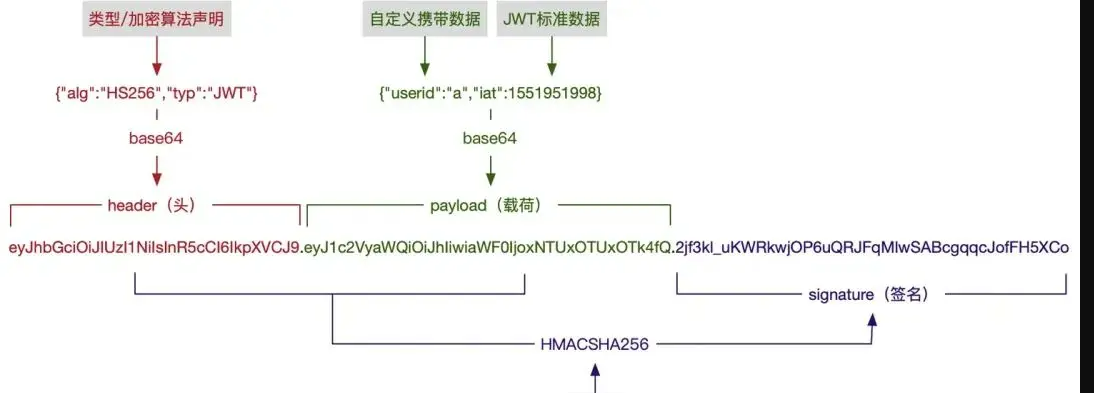 类型/加密算法声明
自定义携带数据
JWT标准数据
{"alg":"HS256","typ":"JWT"}
{"userid":"a","iat":1551951998}
base64
base64
header（头）
payload（载荷）
eyJhbGciOiJIUzI1NiIsInR5cCI6IkpXVCJ9.eyJ1c2VyaWQiOiJhIiwiaWF0IjoxNTUxOTUxOTk4fQ.2jf3kl_uKWRkwjOP6uQRJFqMlwSABcgqqcJofFH5XCo
signature（签名）
HMACSHA256